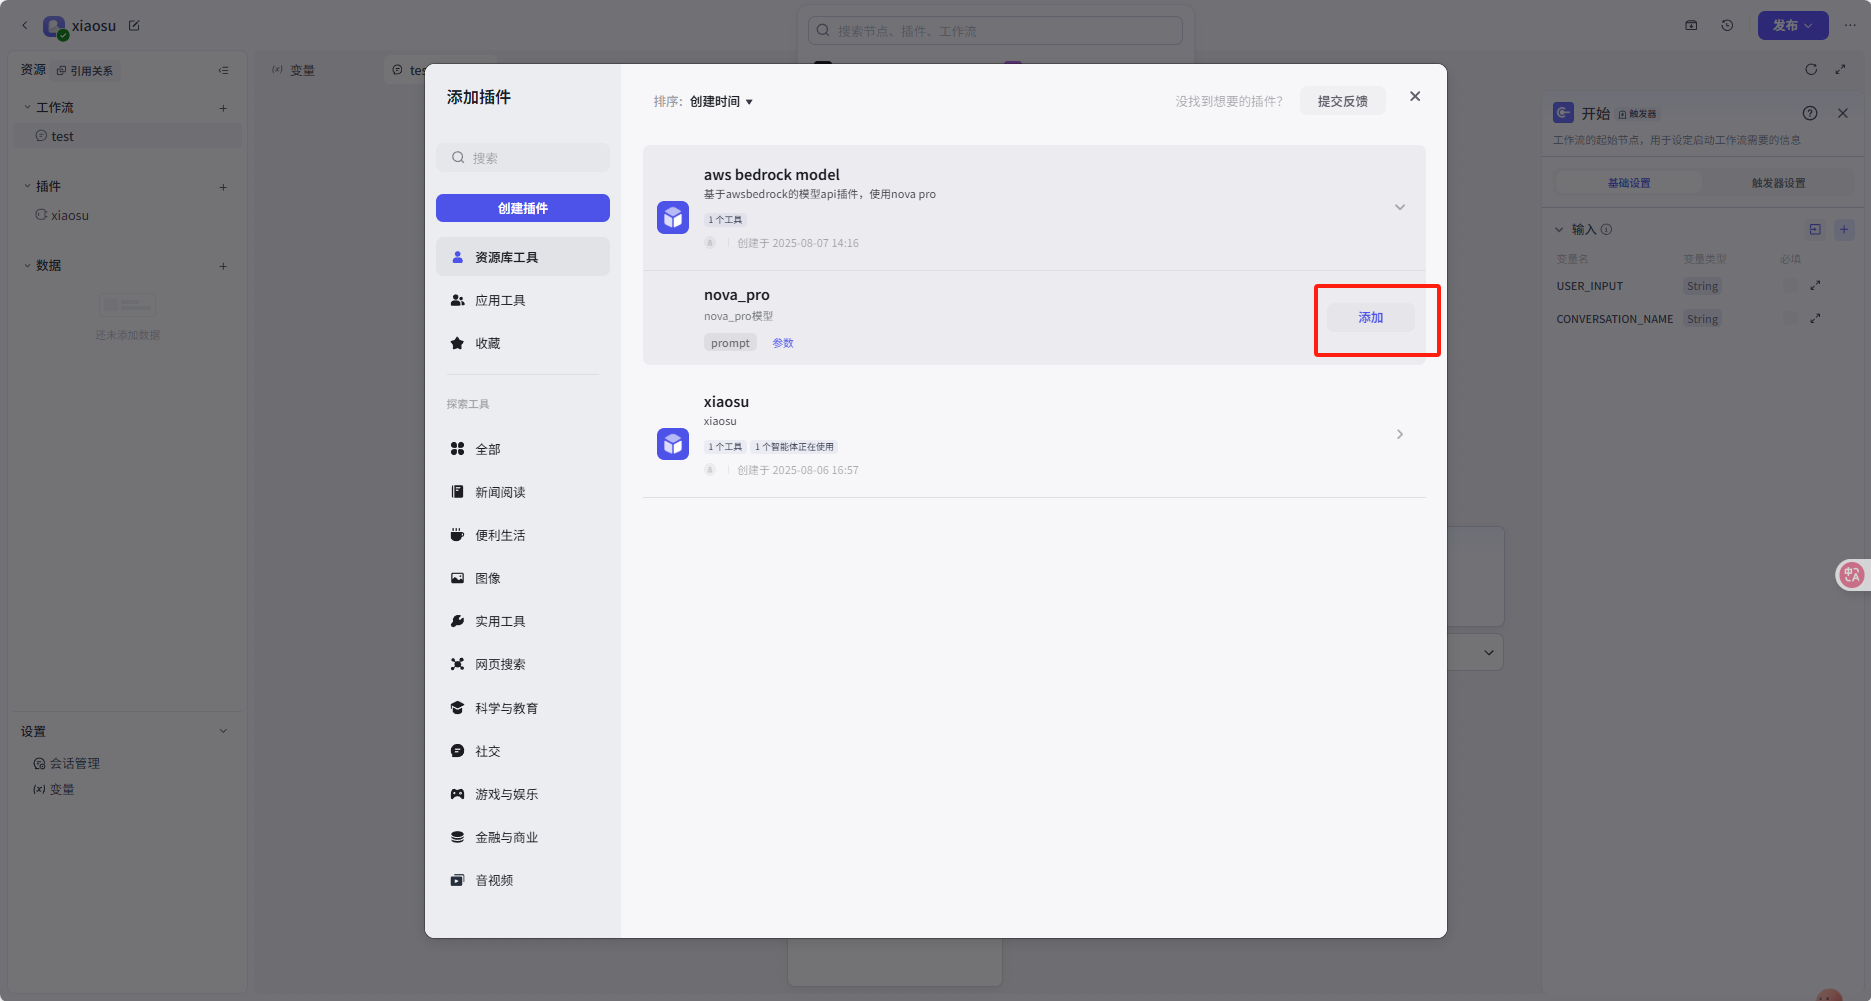 xiaosu
搜索节点、插件、工作流
发布
资源
引用关系
变量
工作流
test
插件
xiaosu
数据
还未添加数据
设置
会话管理
变量
添加插件
搜索
创建插件
资源库工具
应用工具
收藏
探索工具
全部
新闻阅读
便利生活
图像
实用工具
网页搜索
科学与教育
社交
游戏与娱乐
金融与商业
音视频
排序: 创建时间
没找到想要的插件?
提交反馈
aws bedrock model
基于awsbedrock的模型api插件，使用nova pro
1 个工具
创建于 2025-08-07 14:16
nova_pro
nova_pro模型
prompt 参数
添加
xiaosu
xiaosu
1 个工具 1 个智能体正在使用
创建于 2025-08-06 16:57
开始 触发器
工作流的起始节点，用于设定启动工作流需要的信息
基础设置 触发器设置
输入
变量名 变量类型 必填
USER_INPUT String
CONVERSATION_NAME String